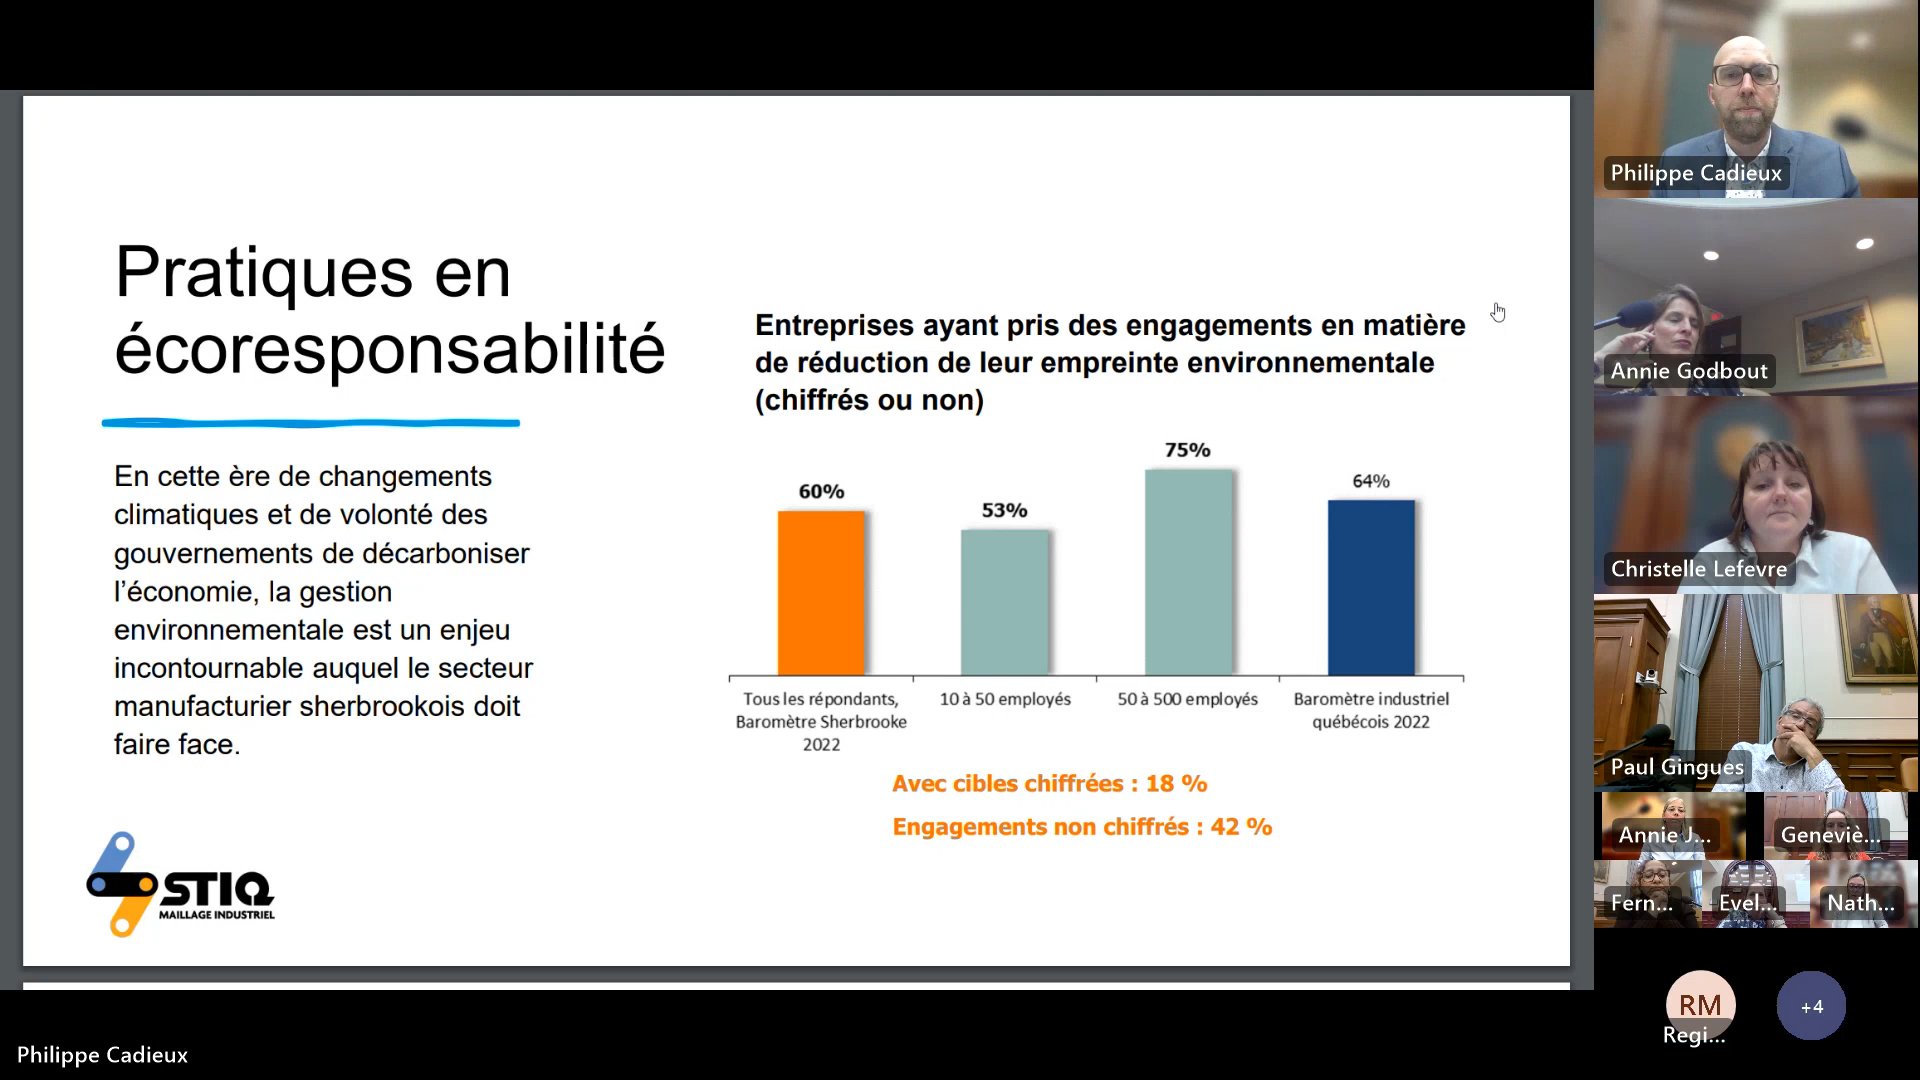 Pratiques en
écoresponsabilité
En cette ère de changements
climatiques et de volonté des
gouvernements de décarboniser
l’économie, la gestion
environnementale est un enjeu
incontournable auquel le secteur
manufacturier sherbrookois doit
faire face.
STIQ
MAILLAGE INDUSTRIEL
Entreprises ayant pris des engagements en matière
de réduction de leur empreinte environnementale
(chiffrés ou non)
60%
53%
75%
64%
Tous les répondants,
Baromètre Sherbrooke
2022
10 à 50 employés
50 à 500 employés
Baromètre industriel
québécois 2022
Avec cibles chiffrées : 18 %
Engagements non chiffrés : 42 %
Philippe Cadieux
Annie Godbout
Christelle Lefevre
Paul Gingues
Annie J...
Geneviè...
Fern...
Evel...
Nath...
RM
Regi...
+4
Philippe Cadieux